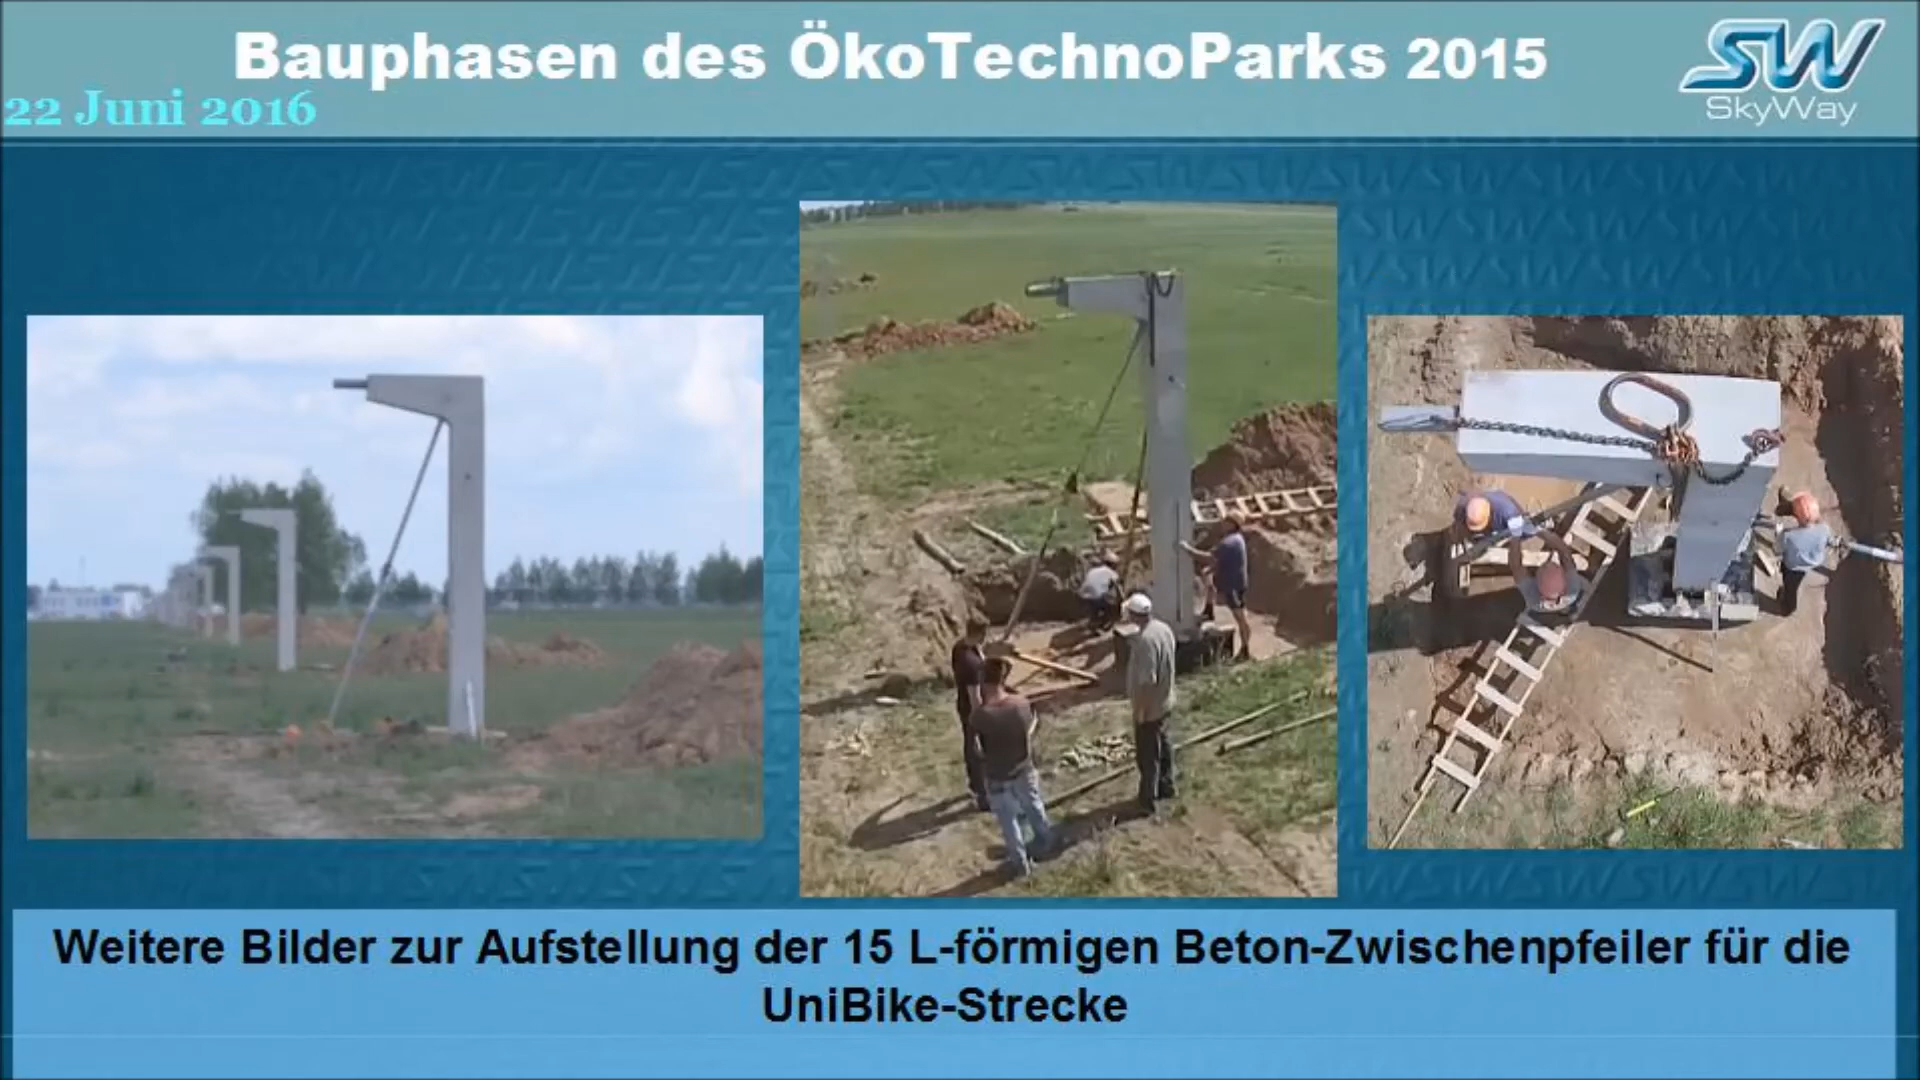 Bauphasen des ÖkoTechnoParks 2015
22 Juni 2016
SW
SkyWay
Weitere Bilder zur Aufstellung der 15 L-förmigen Beton-Zwischenpfeiler für die
UniBike-Strecke